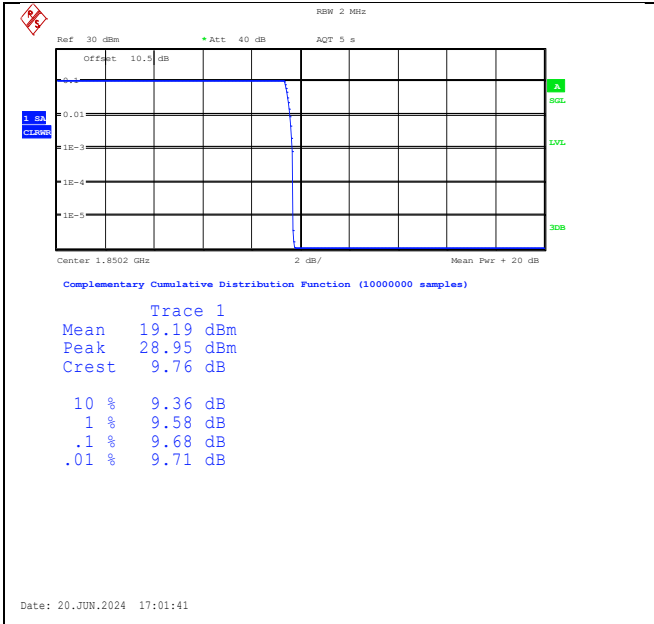 R S
RBW 2 MHz
Ref 30 dBm * Att 40 dB AQT 5 s
Offset 10.5 dB
0.1
A
SGL
0.01
1 SA
CLRWR
LVL
1E-3
1E-4
1E-5
3DB
Center 1.8502 GHz 2 dB/ Mean Pwr + 20 dB
Complementary Cumulative Distribution Function (10000000 samples)
Trace 1
Mean 19.19 dBm
Peak 28.95 dBm
Crest 9.76 dB
10 % 9.36 dB
1 % 9.58 dB
.1 % 9.68 dB
.01 % 9.71 dB
Date: 20.JUN.2024 17:01:41